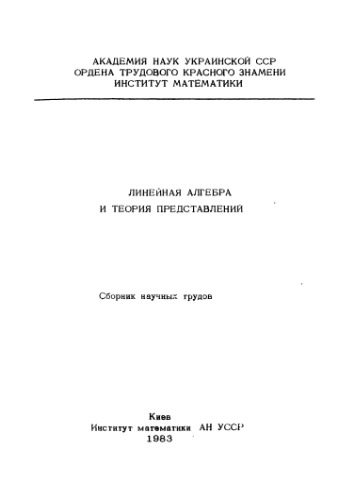 АКАДЕМИЯ НАУК УКРАИНСКОЙ ССР
ОРДЕНА ТРУДОВОГО КРАСНОГО ЗНАМЕНИ
ИНСТИТУТ МАТЕМАТИКИ
ЛИНЕЙНАЯ АЛГЕБРА
И ТЕОРИЯ ПРЕДСТАВЛЕНИЙ
Сборник научных трудов
Киев
Институт математики АН УССР
1983